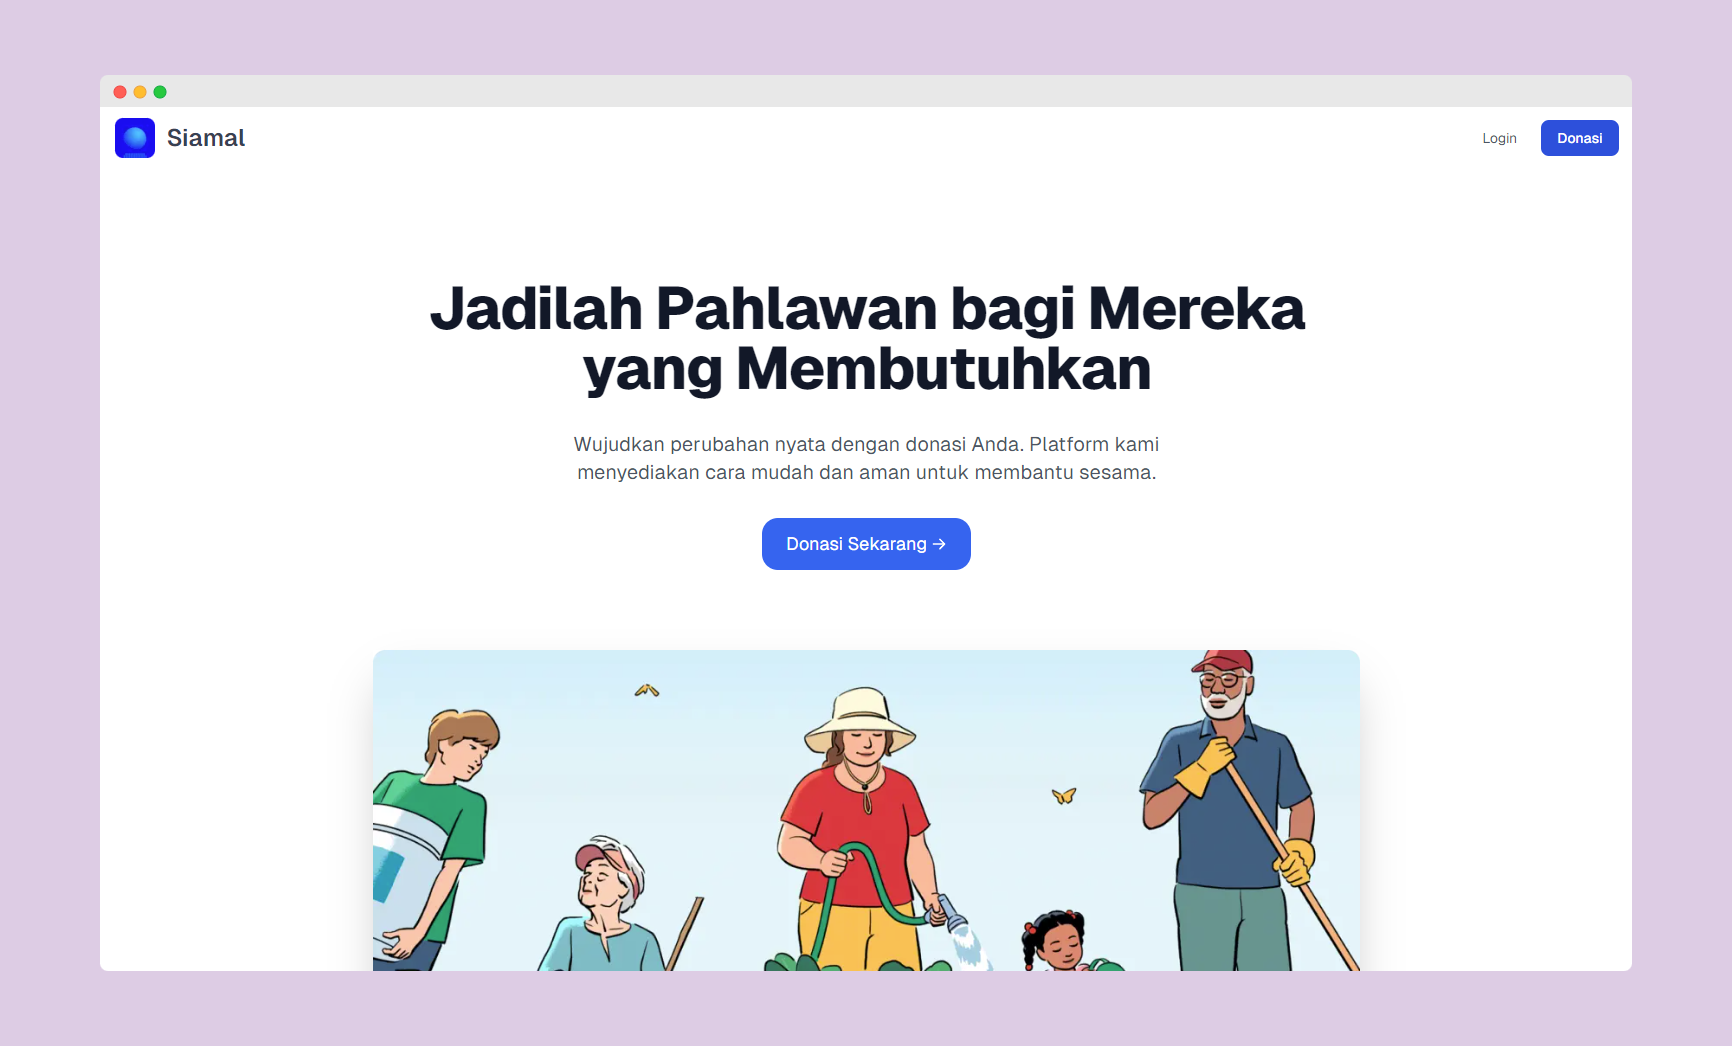 Siamal
Login
Donasi
Jadilah Pahlawan bagi Mereka
yang Membutuhkan
Wujudkan perubahan nyata dengan donasi Anda. Platform kami
menyediakan cara mudah dan aman untuk membantu sesama.
Donasi Sekarang →